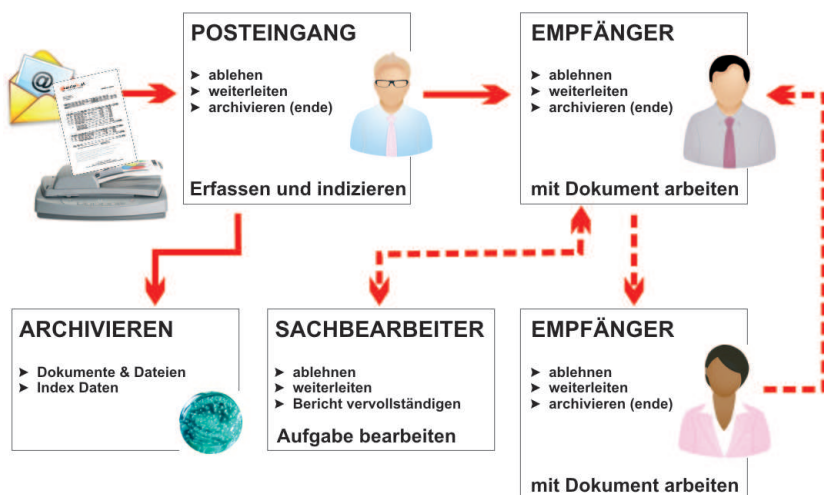 POSTEINGANG
➤ ablehen
➤ weiterleiten
➤ archivieren (ende)
Erfassen und indizieren
EMPFÄNGER
➤ ablehnen
➤ weiterleiten
➤ archivieren (ende)
mit Dokument arbeiten
@
ARCHIVIEREN
➤ Dokumente & Dateien
➤ Index Daten
SACHBEARBEITER
➤ ablehnen
➤ weiterleiten
➤ Bericht vervollständigen
Aufgabe bearbeiten
EMPFÄNGER
➤ ablehnen
➤ weiterleiten
➤ archivieren (ende)
mit Dokument arbeiten